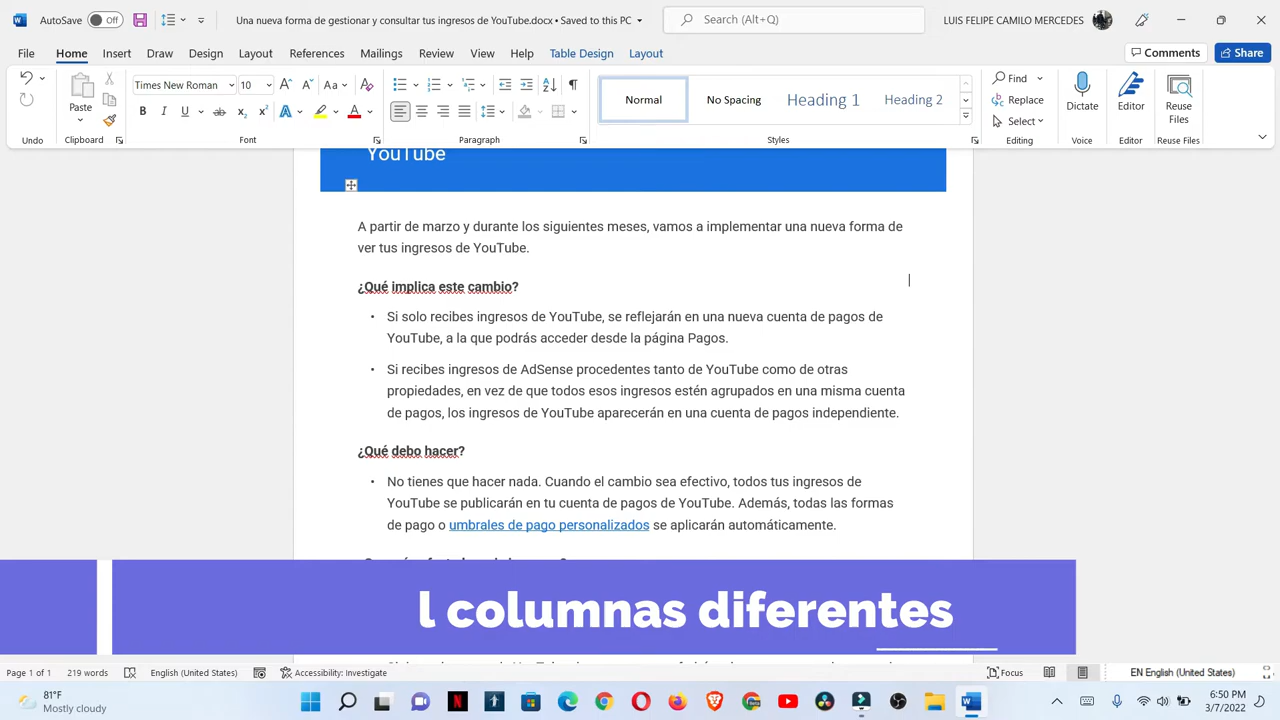 AutoSave Off Una nueva forma de gestionar y consultar tus ingresos de YouTube.docx • Saved to this PC Search (Alt+Q) LUIS FELIPE CAMILO MERCEDES
File Home Insert Draw Design Layout References Mailings Review View Help Table Design Layout Comments Share
Times New Roman 10 Aa
Paste
B I U ab x₂ x² A A
Normal
No Spacing
Heading 1
Heading 2
Find
Replace
Select
Dictate
Editor
Reuse Files
Undo Clipboard Font Paragraph Styles Editing Voice Editor Reuse Files
YouTube
A partir de marzo y durante los siguientes meses, vamos a implementar una nueva forma de
ver tus ingresos de YouTube.
¿Qué implica este cambio?
• Si solo recibes ingresos de YouTube, se reflejarán en una nueva cuenta de pagos de
YouTube, a la que podrás acceder desde la página Pagos.
• Si recibes ingresos de AdSense procedentes tanto de YouTube como de otras
propiedades, en vez de que todos esos ingresos estén agrupados en una misma cuenta
de pagos, los ingresos de YouTube aparecerán en una cuenta de pagos independiente.
¿Qué debo hacer?
• No tienes que hacer nada. Cuando el cambio sea efectivo, todos tus ingresos de
YouTube se publicarán en tu cuenta de pagos de YouTube. Además, todas las formas
de pago o umbrales de pago personalizados se aplicarán automáticamente.
l columnas diferentes
Page 1 of 1 219 words English (United States) Accessibility: Investigate Focus EN English (United States)
81°F
Mostly cloudy
6:50 PM
3/7/2022